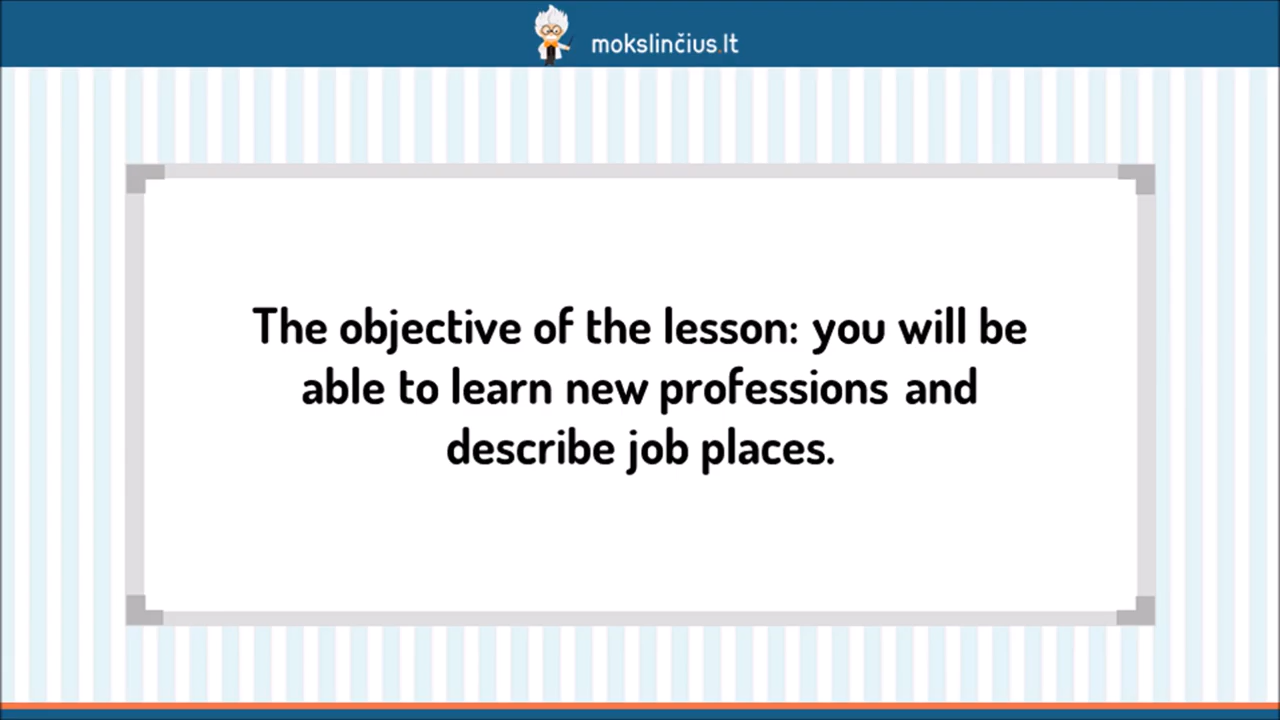 mokslinčius.lt
The objective of the lesson: you will be
able to learn new professions and
describe job places.